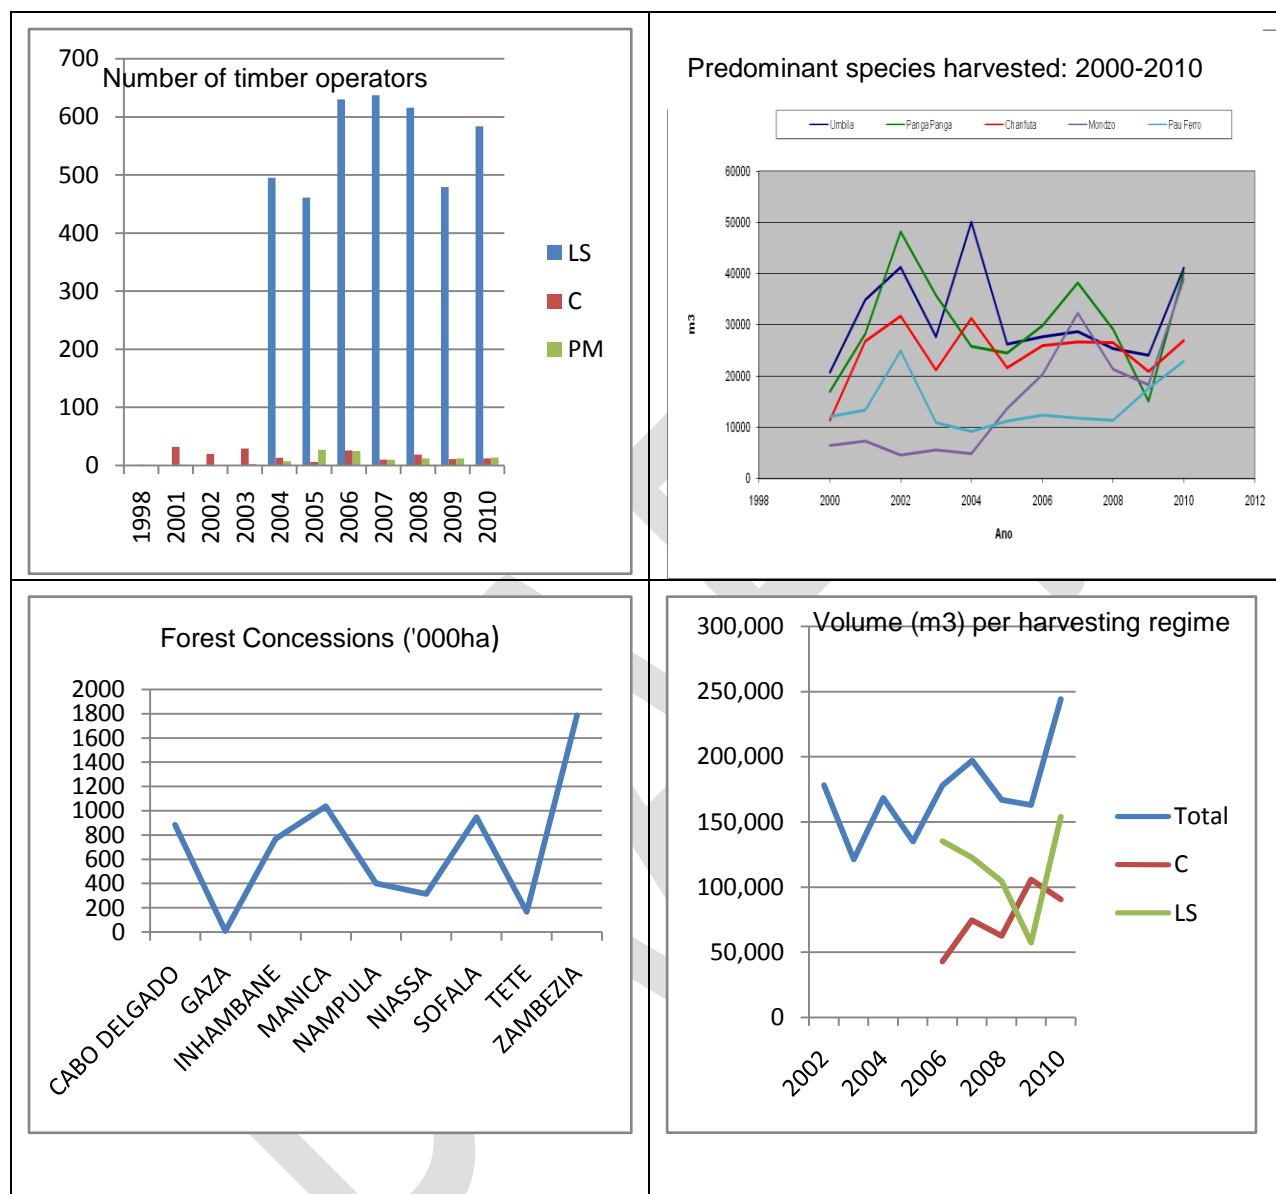 Number of timber operators
700
600
500
400
300
200
100
0
1998
2001
2002
2003
2004
2005
2006
2007
2008
2009
2010
LS
C
PM
Predominant species harvested: 2000-2010
Umbila Panga Panga Chanfuta Mondzo Pau Ferro
60000
50000
40000
30000
20000
10000
0
m3
1998 2000 2002 2004 2006 2008 2010 2012
Ano
Forest Concessions ('000ha)
2000
1800
1600
1400
1200
1000
800
600
400
200
0
CABO DELGADO
GAZA
INHAMBANE
MANICA
NAMPULA
NIASSA
SOFALA
TETE
ZAMBEZIA
Volume (m3) per harvesting regime
300,000
250,000
200,000
150,000
100,000
50,000
0
2002
2004
2006
2008
2010
Total
C
LS